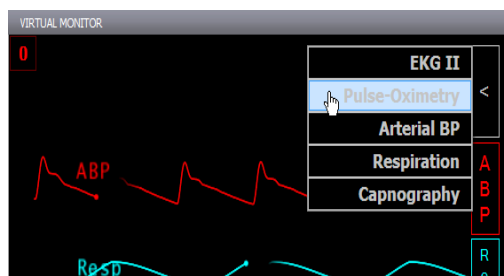 VIRTUAL MONITOR
0
EKG II
Pulse-Oximetry
<
Arterial BP
ABP
Respiration
A
B
P
Capnography
Resp
R